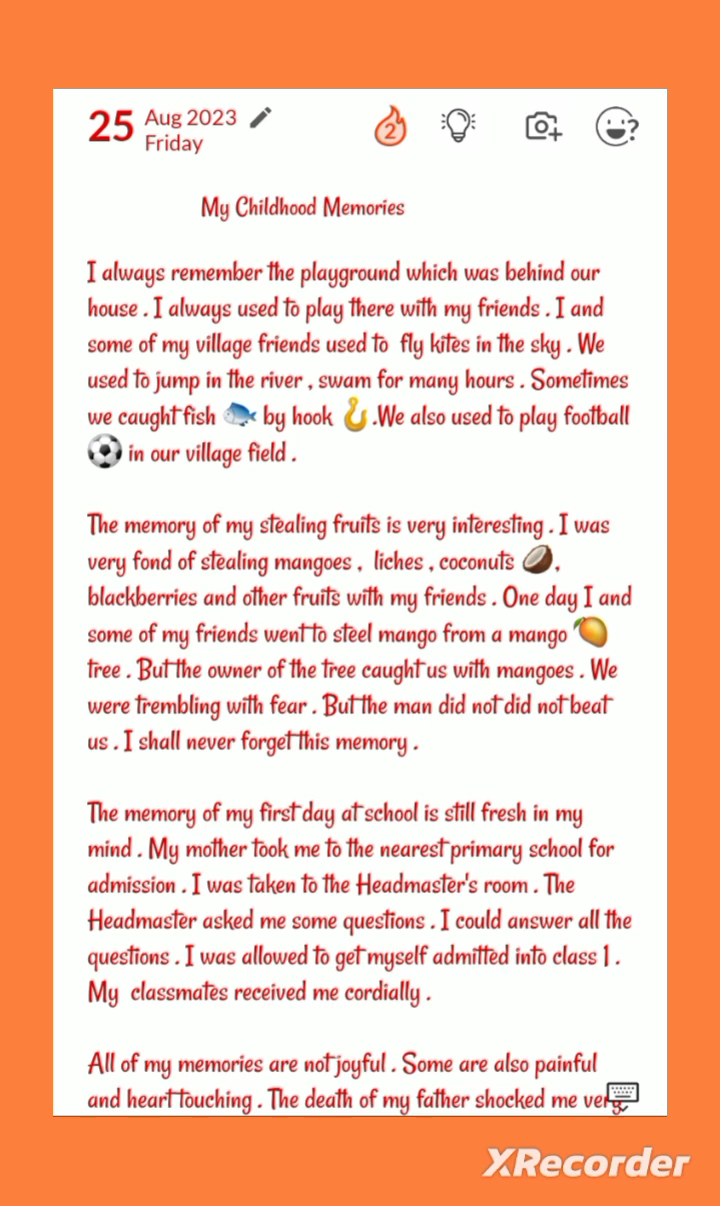 25 Aug 2023
Friday
2
?
My Childhood Memories
I always remember the playground which was behind our
house . I always used to play there with my friends . I and
some of my village friends used to fly kites in the sky . We
used to jump in the river , swam for many hours . Sometimes
we caught fish 🐟 by hook 🪝.We also used to play football
⚽ in our village field .
The memory of my stealing fruits is very interesting . I was
very fond of stealing mangoes , liches , coconuts 🥥,
blackberries and other fruits with my friends . One day I and
some of my friends went to steel mango from a mango 🥭
tree . But the owner of the tree caught us with mangoes . We
were trembling with fear . But the man did not did not beat
us . I shall never forget this memory .
The memory of my first day at school is still fresh in my
mind . My mother took me to the nearest primary school for
admission . I was taken to the Headmaster's room . The
Headmaster asked me some questions . I could answer all the
questions . I was allowed to get myself admitted into class 1 .
My classmates received me cordially .
All of my memories are not joyful . Some are also painful
and heart touching . The death of my father shocked me very
XRecorder